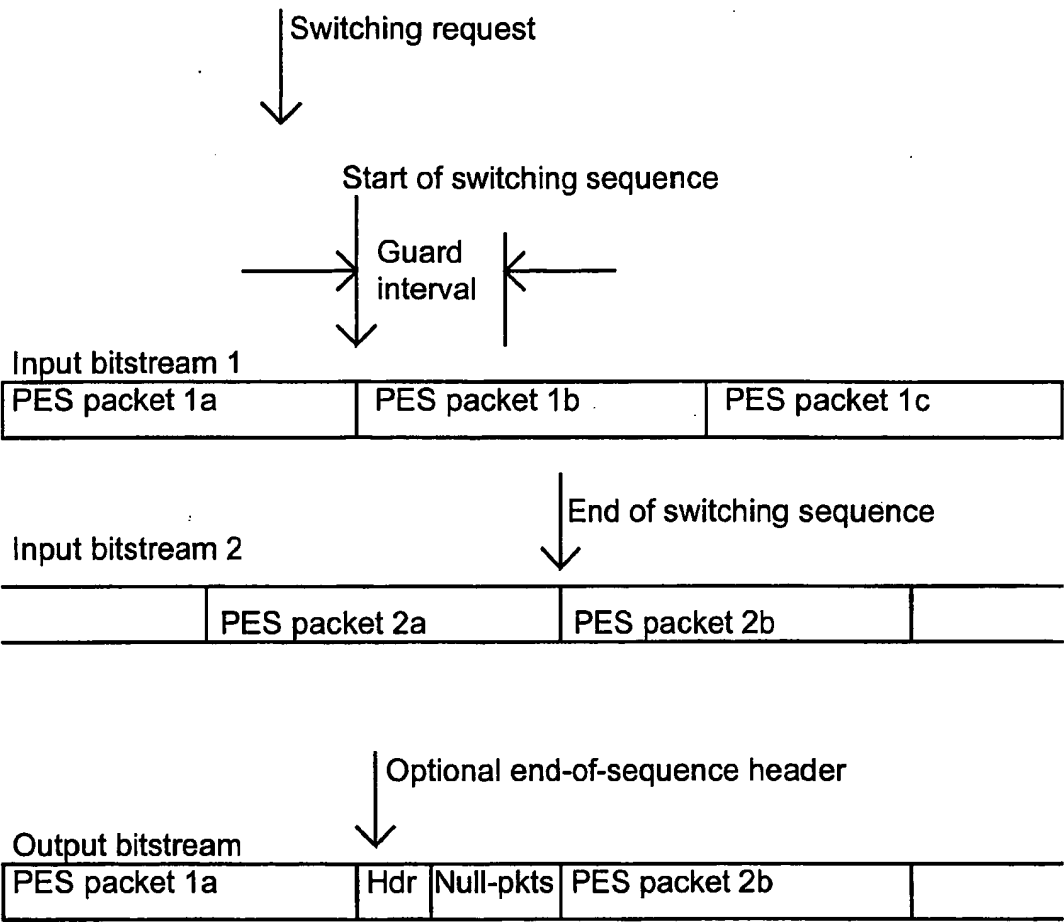 Switching request
Start of switching sequence
Guard
interval
Input bitstream 1
PES packet 1a
PES packet 1b
PES packet 1c
End of switching sequence
Input bitstream 2
PES packet 2a
PES packet 2b
Optional end-of-sequence header
Output bitstream
PES packet 1a
Hdr
Null-pkts
PES packet 2b